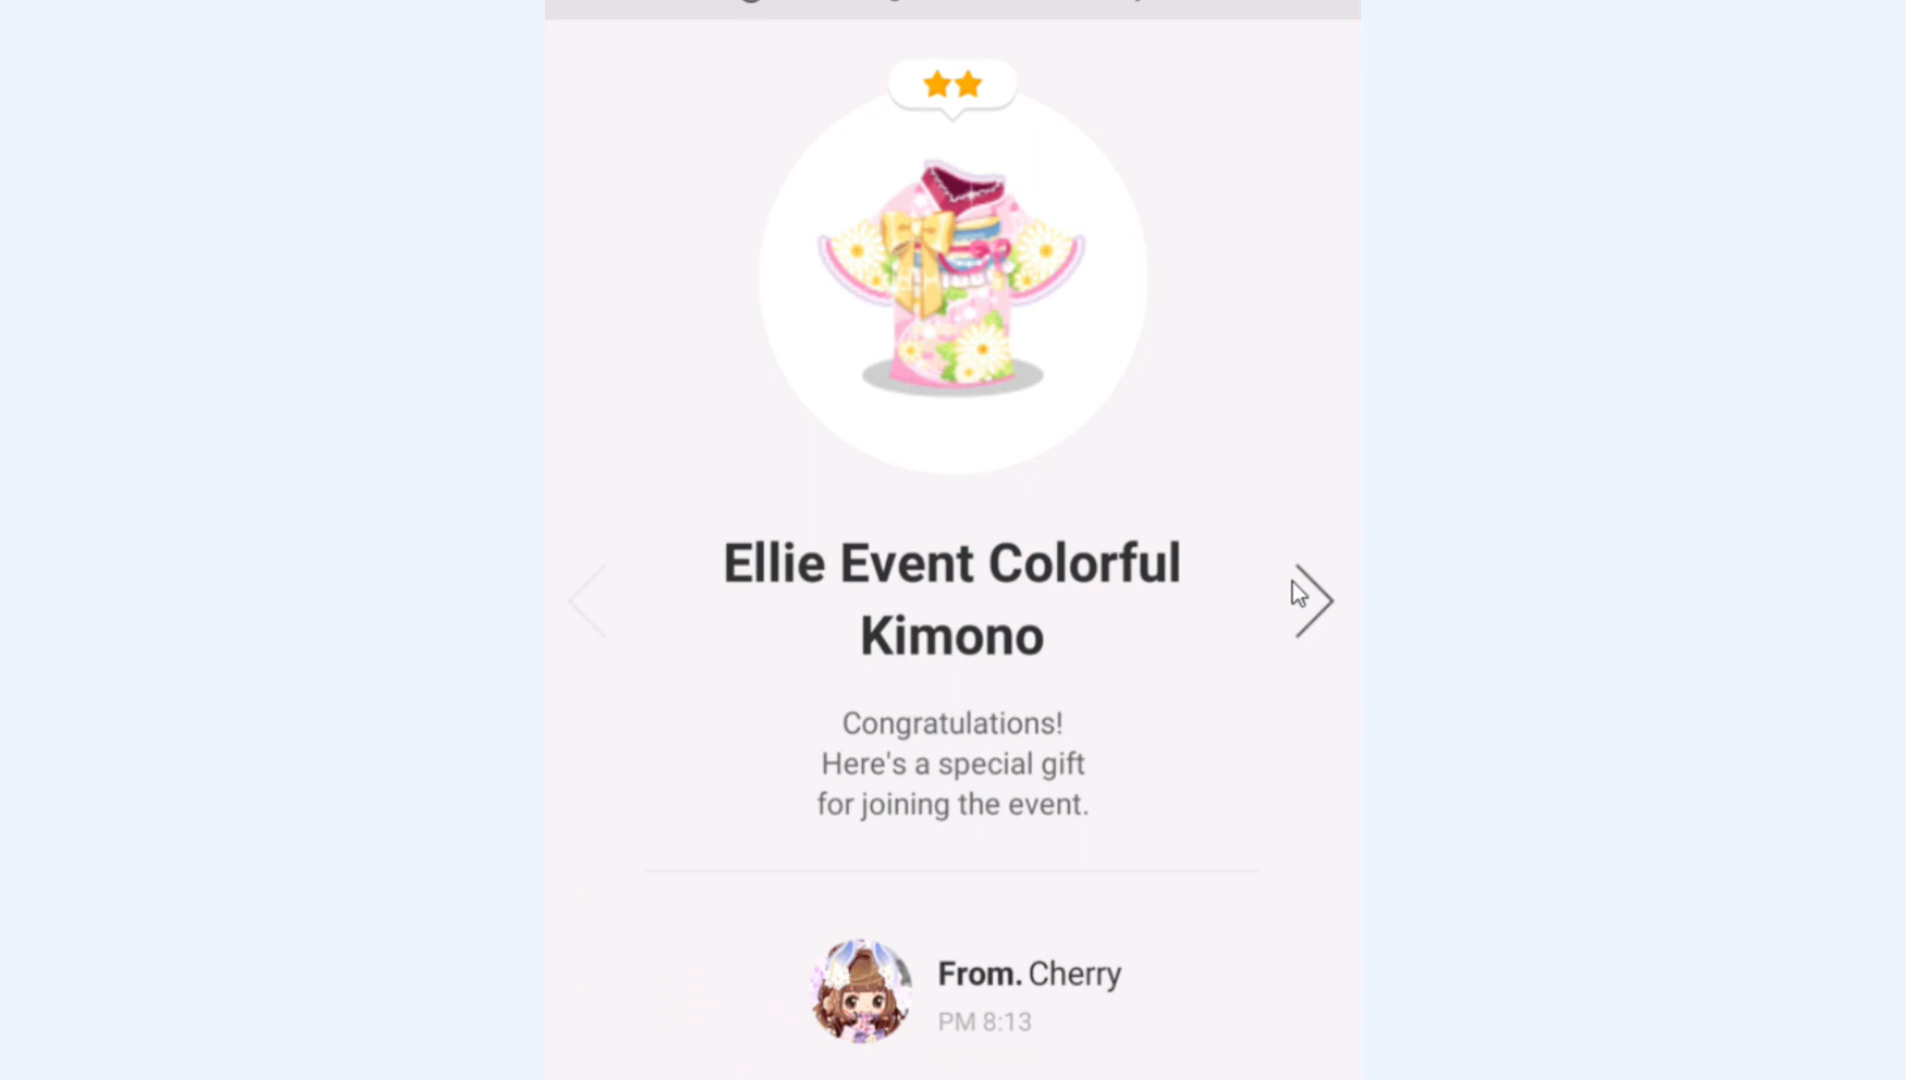 Ellie Event Colorful
Kimono
Congratulations!
Here's a special gift
for joining the event.
From. Cherry
PM 8:13